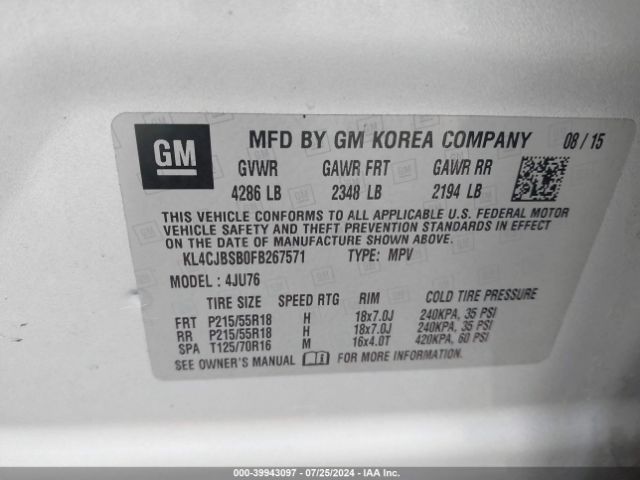 GM
MFD BY GM KOREA COMPANY 08/15
GVWR GAWR FRT GAWR RR
4286 LB 2348 LB 2194 LB
THIS VEHICLE CONFORMS TO ALL APPLICABLE U.S. FEDERAL MOTOR
VEHICLE SAFETY AND THEFT PREVENTION STANDARDS IN EFFECT
ON THE DATE OF MANUFACTURE SHOWN ABOVE.
KL4CJBSB0FB267571 TYPE: MPV
MODEL: 4JU76
TIRE SIZE SPEED RTG RIM COLD TIRE PRESSURE
FRT P215/55R18 H 18x7.0J 240KPA, 35 PSI
RR P215/55R18 H 18x7.0J 240KPA, 35 PSI
SPA T125/70R16 M 16x4.0T 420KPA, 60 PSI
SEE OWNER'S MANUAL FOR MORE INFORMATION.
000-39943097 - 07/25/2024 - IAA Inc.